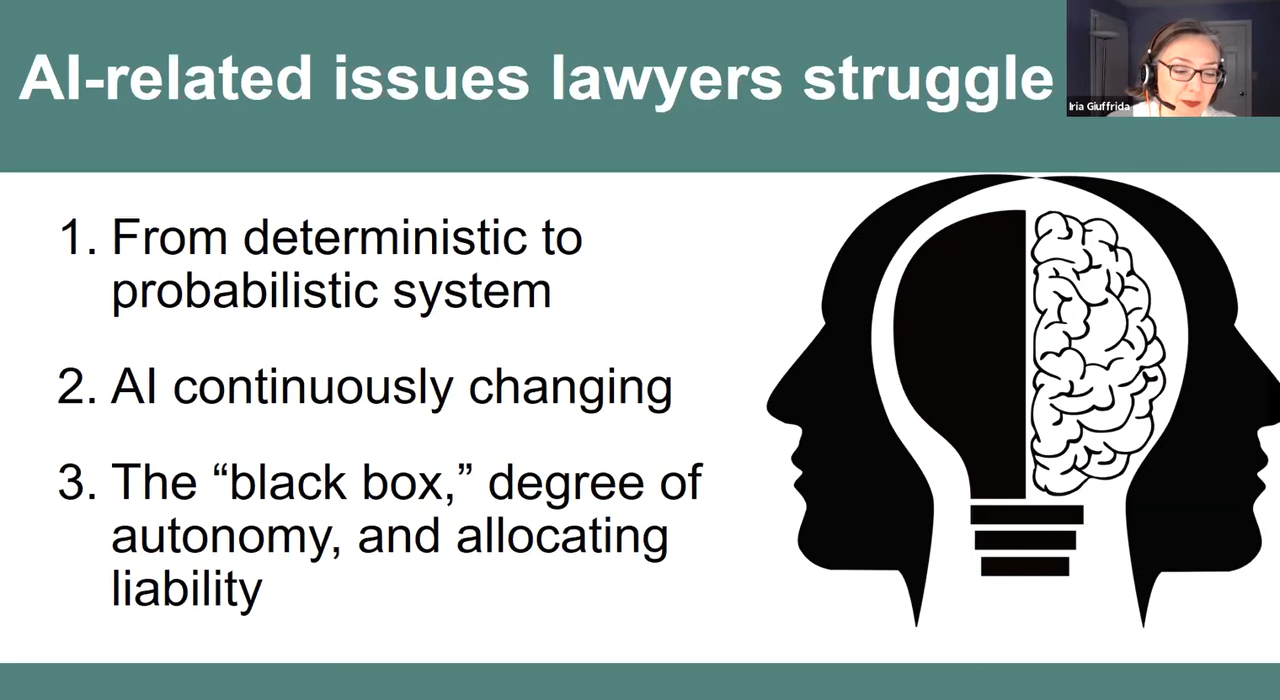 AI-related issues lawyers struggle
Iria Giuffrida
1. From deterministic to
probabilistic system
2. AI continuously changing
3. The “black box,” degree of
autonomy, and allocating
liability